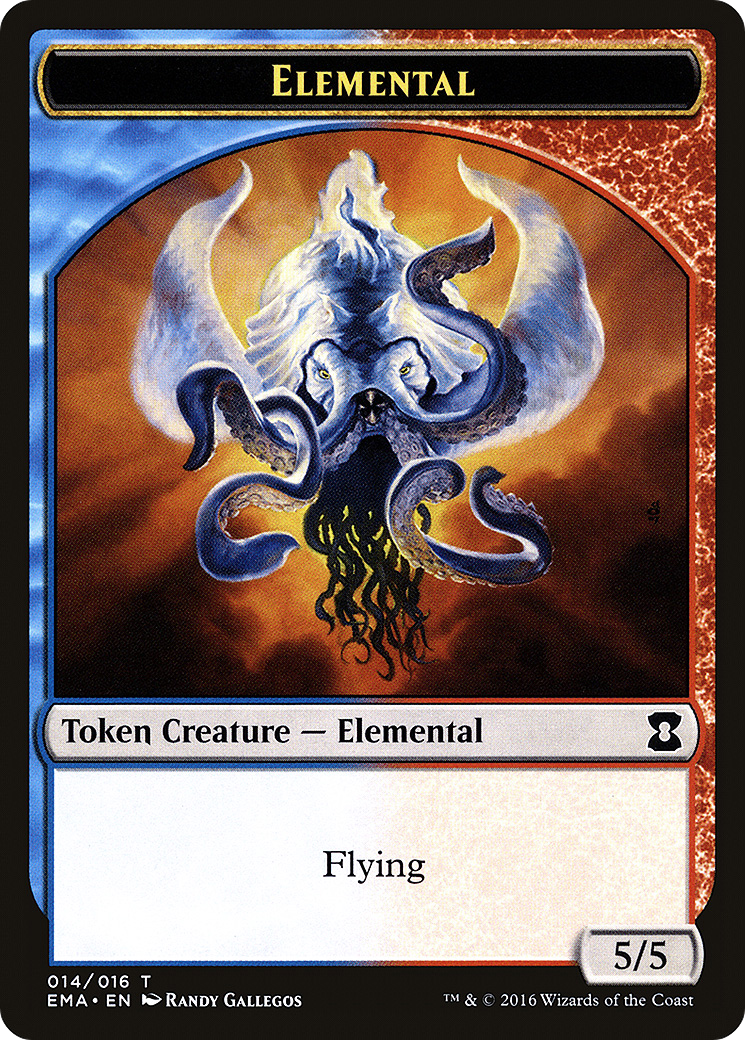 Elemental
Token Creature — Elemental
Flying
5/5
014/016 T
EMA • EN Randy Gallegos
™ & © 2016 Wizards of the Coast